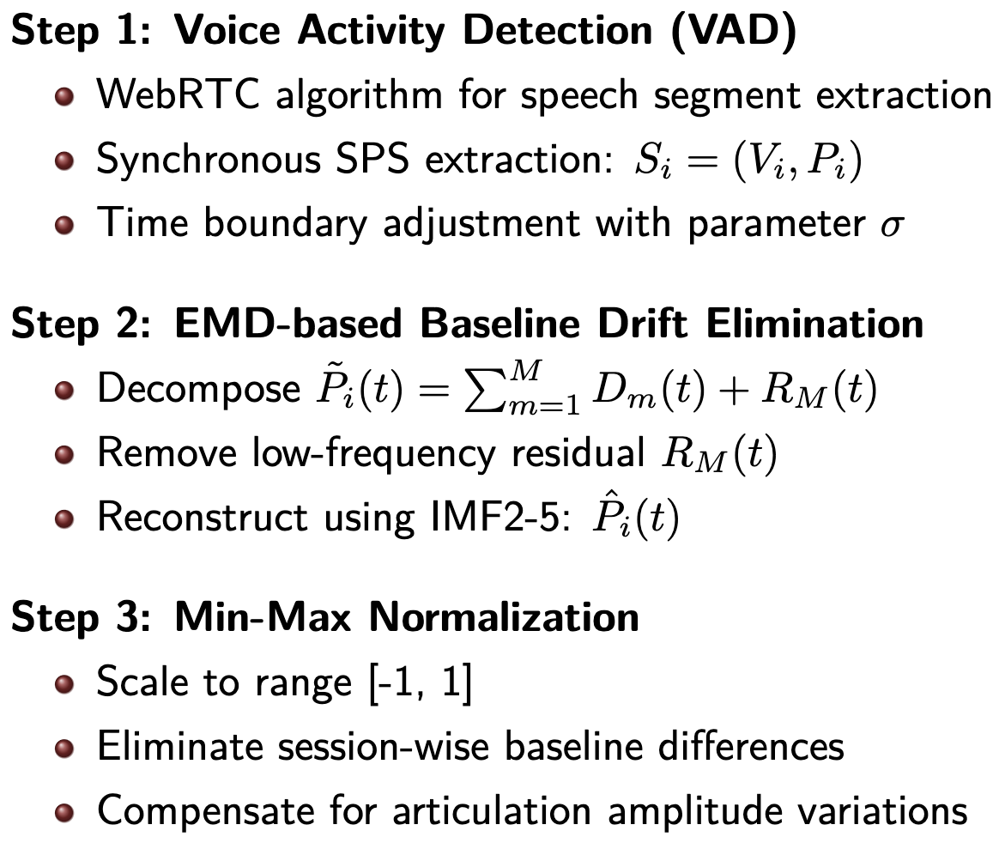 Step 1: Voice Activity Detection (VAD)
WebRTC algorithm for speech segment extraction
Synchronous SPS extraction: $S_i = (V_i, P_i)$
Time boundary adjustment with parameter $\sigma$
Step 2: EMD-based Baseline Drift Elimination
Decompose $\tilde{P}_i(t) = \sum_{m=1}^{M} D_m(t) + R_M(t)$
Remove low-frequency residual $R_M(t)$
Reconstruct using IMF2-5: $\hat{P}_i(t)$
Step 3: Min-Max Normalization
Scale to range [-1, 1]
Eliminate session-wise baseline differences
Compensate for articulation amplitude variations